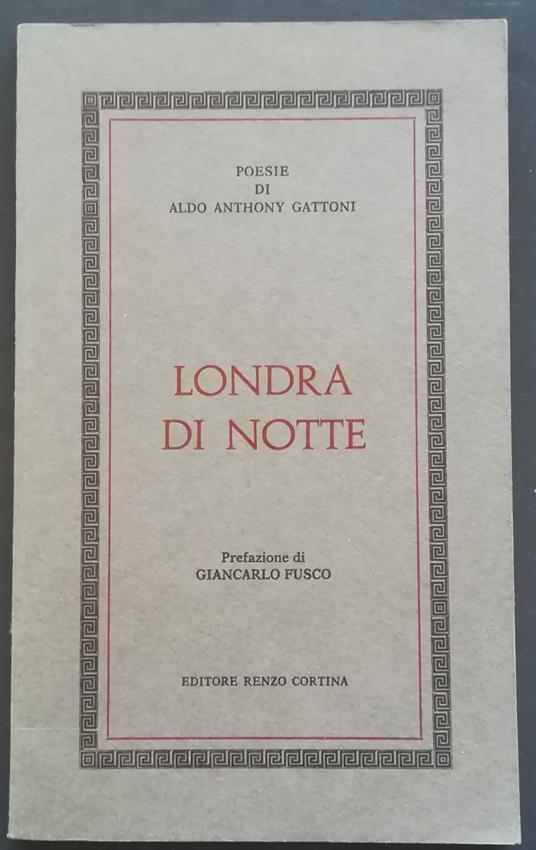 POESIE
DI
ALDO ANTHONY GATTONI
LONDRA
DI NOTTE
Prefazione di
GIANCARLO FUSCO
EDITORE RENZO CORTINA